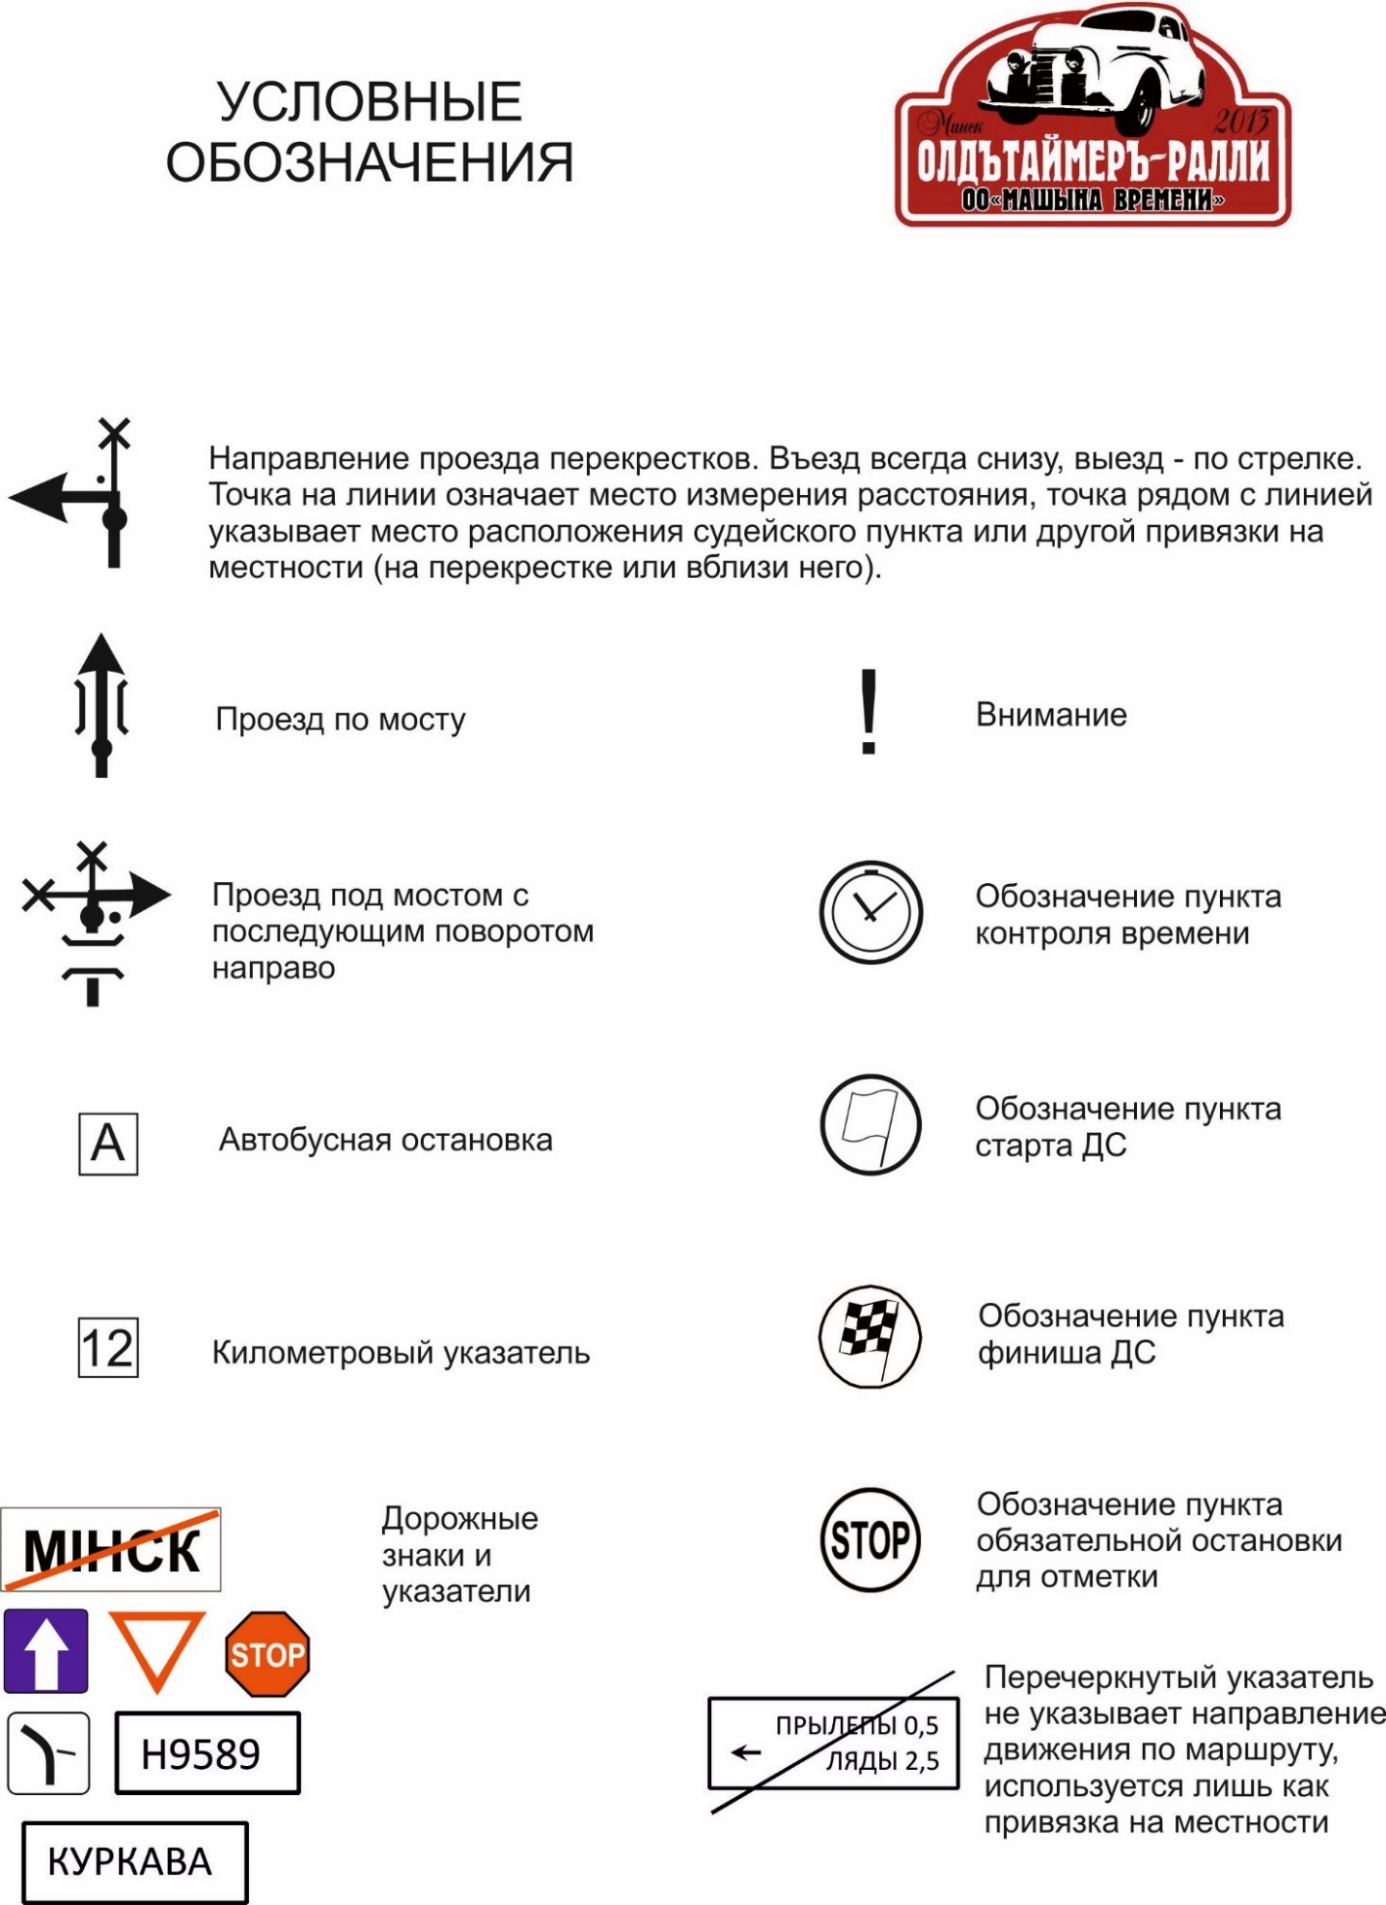 УСЛОВНЫЕ
ОБОЗНАЧЕНИЯ
Минск 2013
ОЛДЪТАЙМЕРЪ-РАЛЛИ
ОО«МАШЫНА ВРЕМЕНИ»
Направление проезда перекрестков. Въезд всегда снизу, выезд - по стрелке.
Точка на линии означает место измерения расстояния, точка рядом с линией
указывает место расположения судейского пункта или другой привязки на
местности (на перекрестке или вблизи него).
Проезд по мосту
!
Внимание
Проезд под мостом с
последующим поворотом
направо
Обозначение пункта
контроля времени
А
Автобусная остановка
Обозначение пункта
старта ДС
12
Километровый указатель
Обозначение пункта
финиша ДС
МIНСК
Дорожные
знаки и
указатели
STOP
Н9589
КУРКАВА
STOP
Обозначение пункта
обязательной остановки
для отметки
ПРЫЛЕПЫ 0,5
ЛЯДЫ 2,5
Перечеркнутый указатель
не указывает направление
движения по маршруту,
используется лишь как
привязка на местности